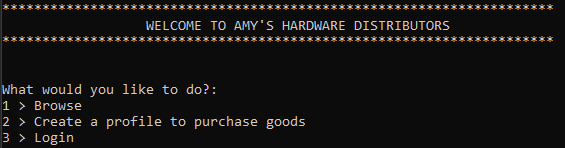 *********************************************************************
WELCOME TO AMY'S HARDWARE DISTRIBUTORS
*********************************************************************
What would you like to do?:
1 > Browse
2 > Create a profile to purchase goods
3 > Login